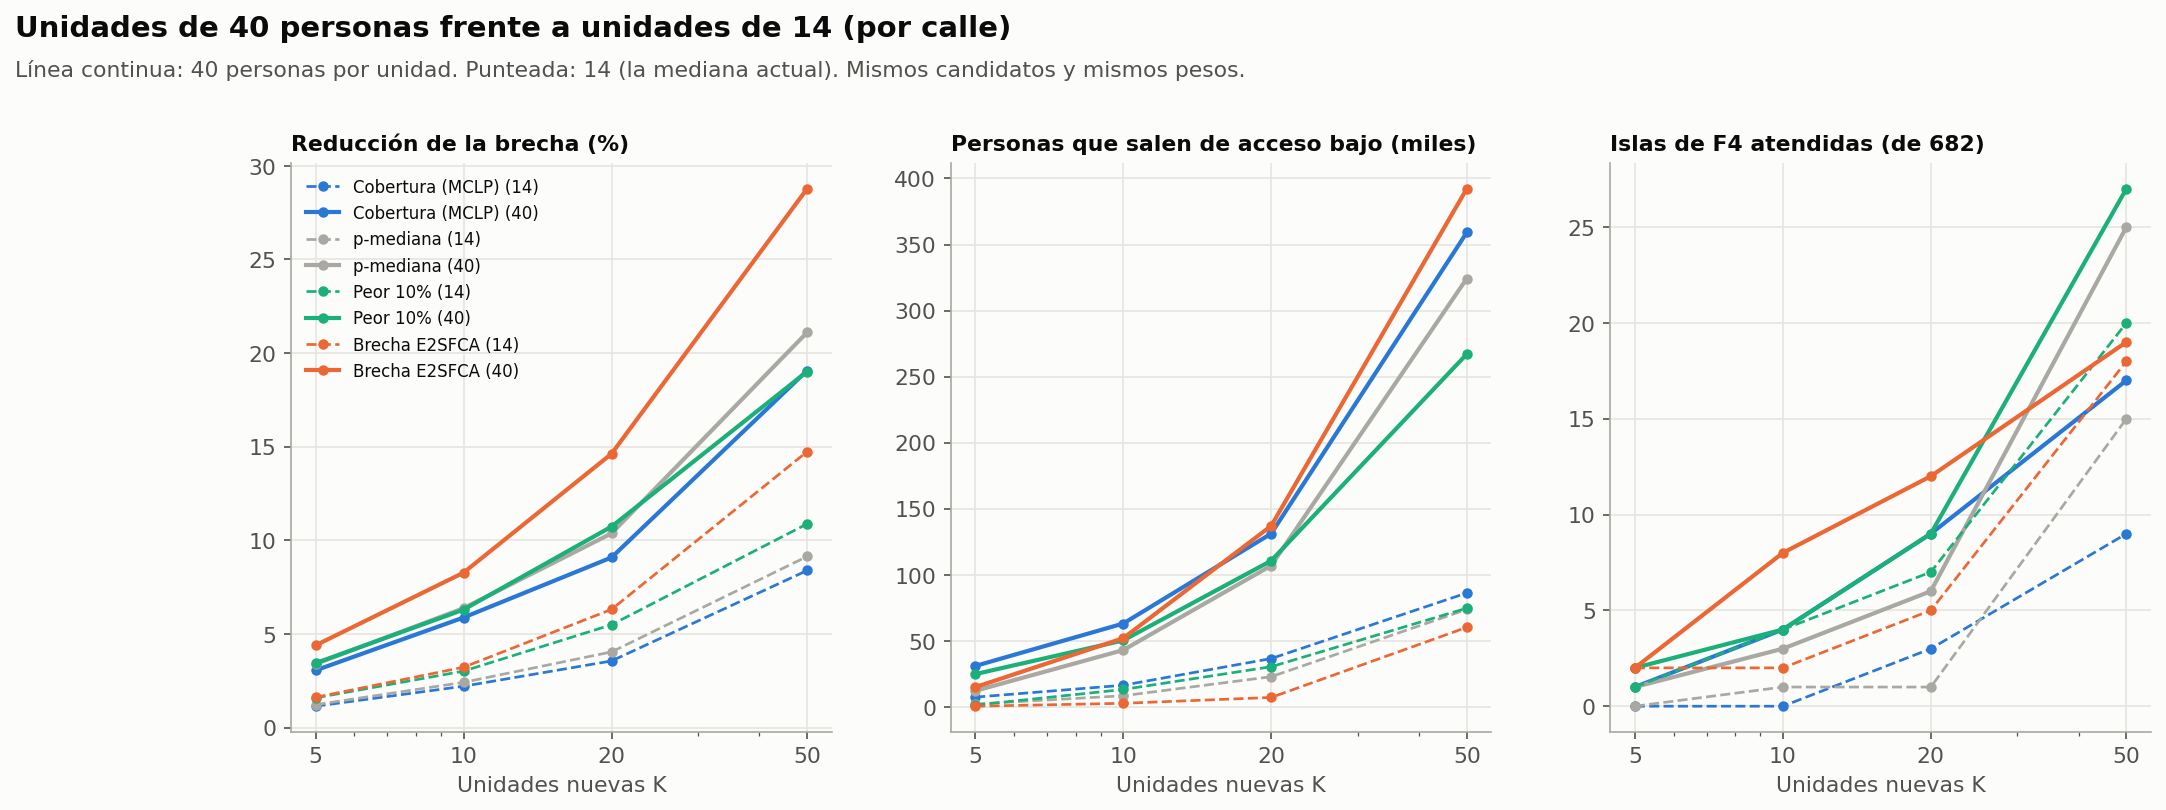 Unidades de 40 personas frente a unidades de 14 (por calle)
Línea continua: 40 personas por unidad. Punteada: 14 (la mediana actual). Mismos candidatos y mismos pesos.
Reducción de la brecha (%)
30
25
20
15
10
5
0
Cobertura (MCLP) (14)
Cobertura (MCLP) (40)
p-mediana (14)
p-mediana (40)
Peor 10% (14)
Peor 10% (40)
Brecha E2SFCA (14)
Brecha E2SFCA (40)
5
10
20
50
Unidades nuevas K
Personas que salen de acceso bajo (miles)
400
350
300
250
200
150
100
50
0
5
10
20
50
Unidades nuevas K
Islas de F4 atendidas (de 682)
25
20
15
10
5
0
5
10
20
50
Unidades nuevas K